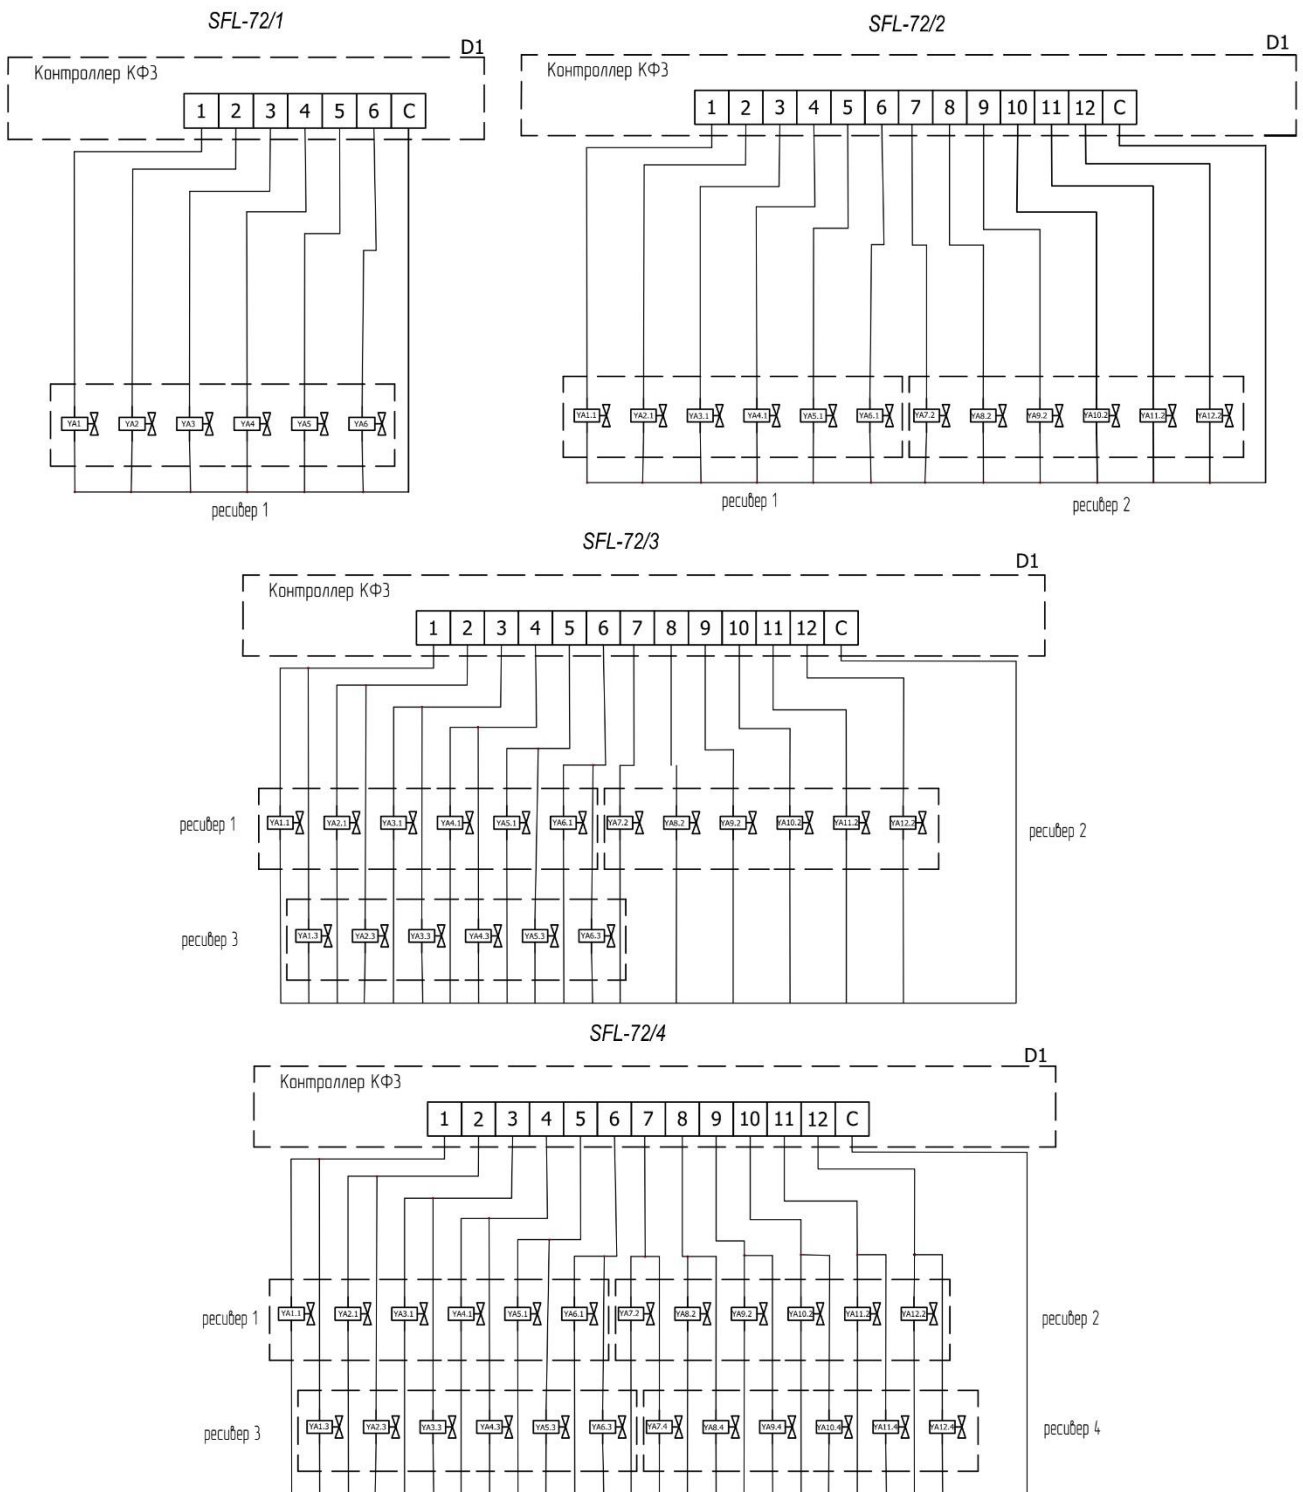 SFL-72/1
D1
Контроллер КФЗ
1 2 3 4 5 6 C
YA1 YA2 YA3 YA4 YA5 YA6
ресивер 1
SFL-72/2
D1
Контроллер КФЗ
1 2 3 4 5 6 7 8 9 10 11 12 C
YA1.1 YA2.1 YA3.1 YA4.1 YA5.1 YA6.1 YA7.2 YA8.2 YA9.2 YA10.2 YA11.2 YA12.2
ресивер 1 ресивер 2
SFL-72/3
D1
Контроллер КФЗ
1 2 3 4 5 6 7 8 9 10 11 12 C
ресивер 1 YA1.1 YA2.1 YA3.1 YA4.1 YA5.1 YA6.1 YA7.2 YA8.2 YA9.2 YA10.2 YA11.2 YA12.2 ресивер 2
ресивер 3 YA1.3 YA2.3 YA3.3 YA4.3 YA5.3 YA6.3
SFL-72/4
D1
Контроллер КФЗ
1 2 3 4 5 6 7 8 9 10 11 12 C
ресивер 1 YA1.1 YA2.1 YA3.1 YA4.1 YA5.1 YA6.1 YA7.2 YA8.2 YA9.2 YA10.2 YA11.2 YA12.2 ресивер 2
ресивер 3 YA1.3 YA2.3 YA3.3 YA4.3 YA5.3 YA6.3 YA7.4 YA8.4 YA9.4 YA10.4 YA11.4 YA12.4 ресивер 4